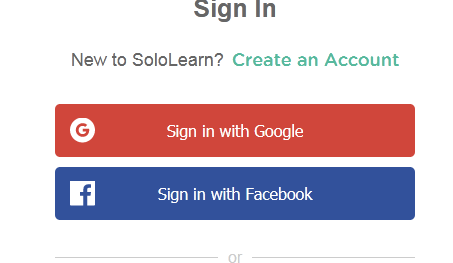 Sign In
New to SoloLearn? Create an Account
Sign in with Google
Sign in with Facebook
or